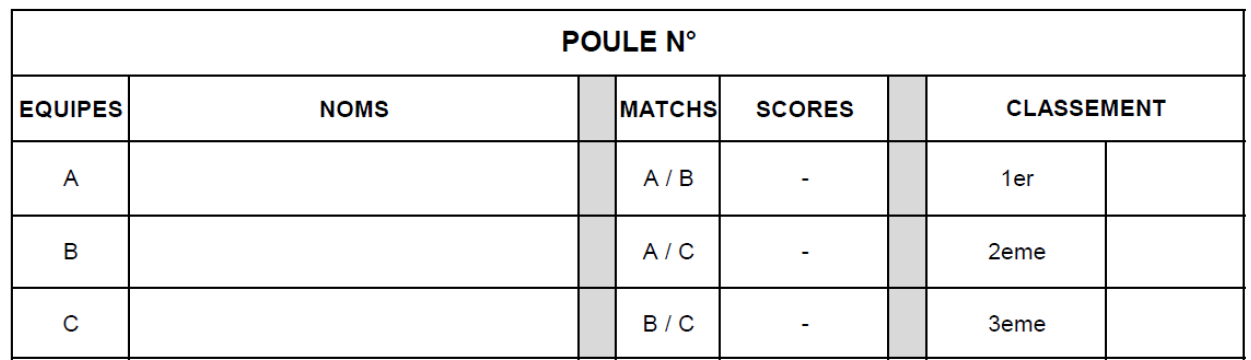 POULE N°
EQUIPES NOMS MATCHS SCORES CLASSEMENT
A A / B - 1er
B A / C - 2eme
C B / C - 3eme